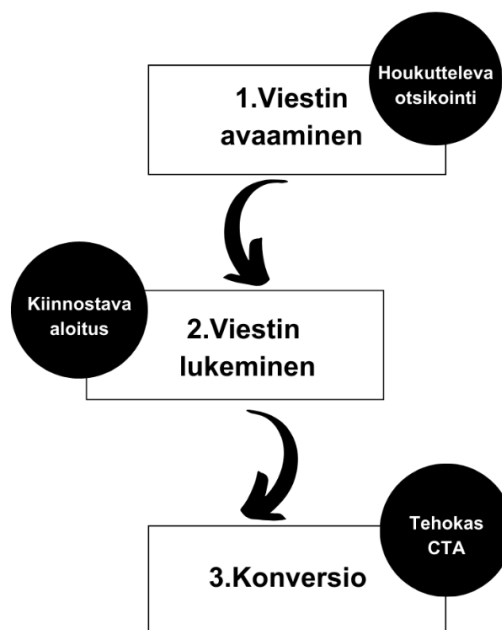 1.Viestin
avaaminen
Houkutteleva
otsikointi
Kiinnostava
aloitus
2.Viestin
lukeminen
3.Konversio
Tehokas
CTA